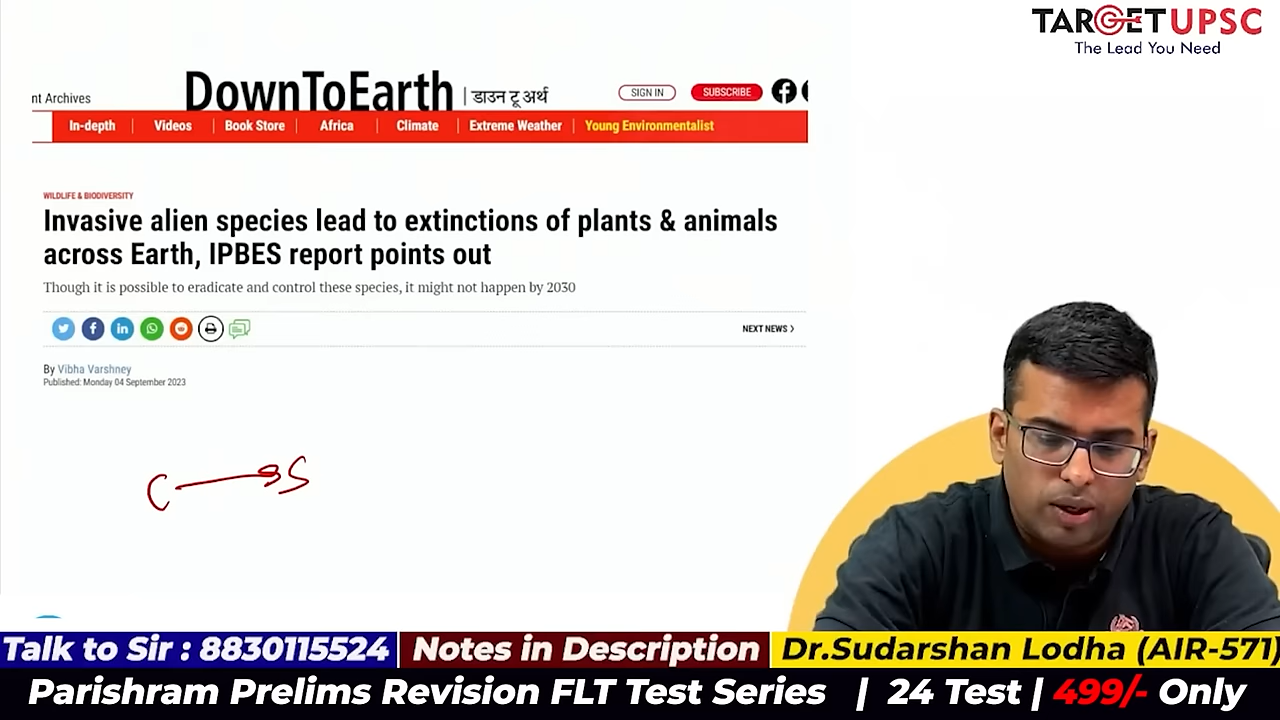 TARGET UPSC
The Lead You Need
nt Archives
DownToEarth | डाउन टू अर्थ
SIGN IN
SUBSCRIBE
In-depth
Videos
Book Store
Africa
Climate
Extreme Weather
Young Environmentalist
WILDLIFE & BIODIVERSITY
Invasive alien species lead to extinctions of plants & animals
across Earth, IPBES report points out
Though it is possible to eradicate and control these species, it might not happen by 2030
NEXT NEWS
By Vibha Varshney
Published: Monday 04 September 2023
C S
Talk to Sir : 8830115524
Notes in Description
Dr.Sudarshan Lodha (AIR-571)
Parishram Prelims Revision FLT Test Series | 24 Test | 499/- Only